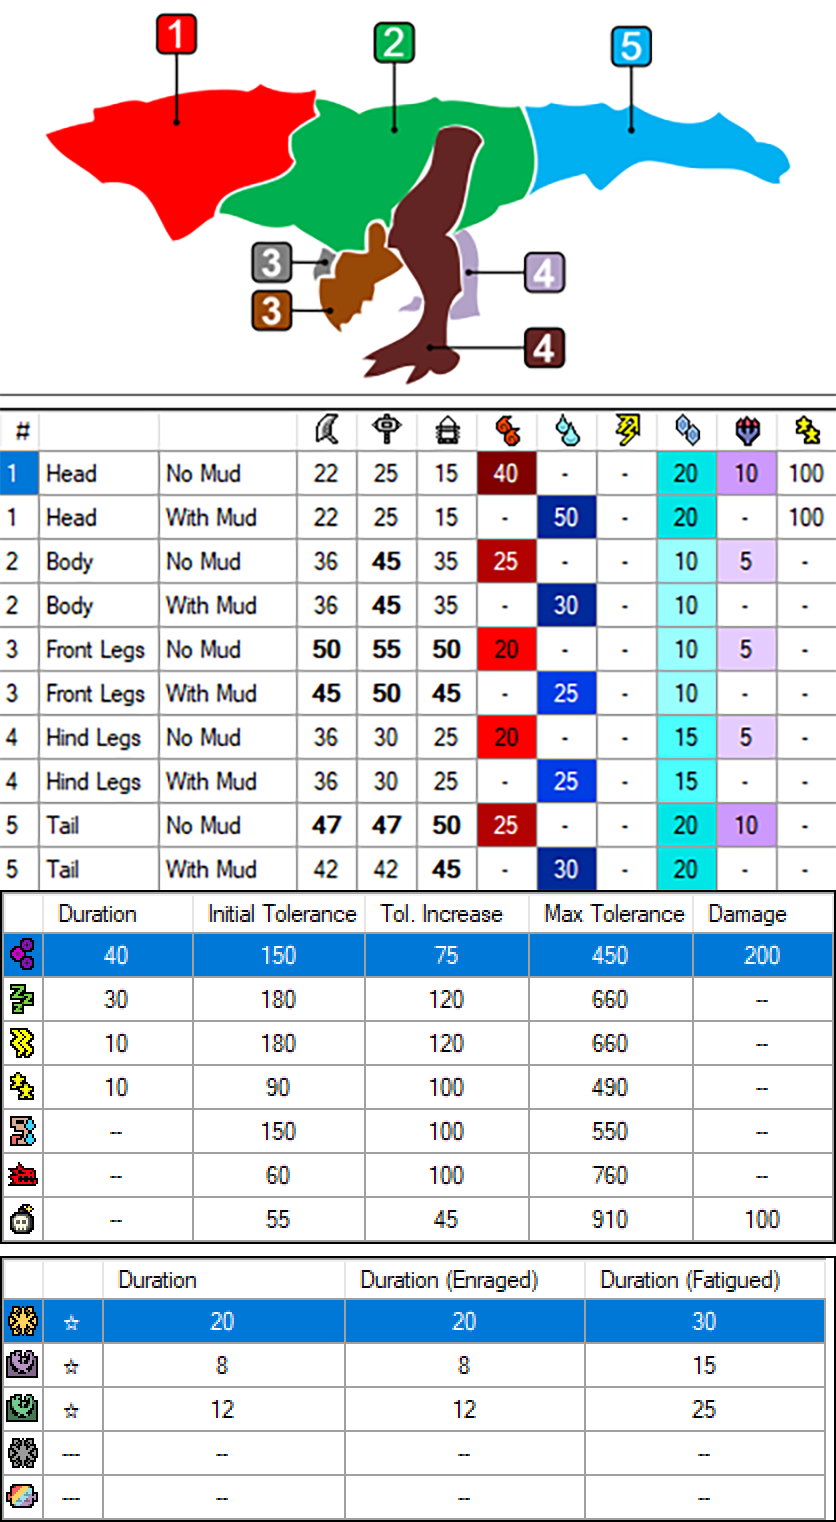 1
2
5
3
4
3
4
#
1 Head No Mud 22 25 15 40 - - 20 10 100
1 Head With Mud 22 25 15 - 50 - 20 - 100
2 Body No Mud 36 45 35 25 - - 10 5 -
2 Body With Mud 36 45 35 - 30 - 10 - -
3 Front Legs No Mud 50 55 50 20 - - 10 5 -
3 Front Legs With Mud 45 50 45 - 25 - 10 - -
4 Hind Legs No Mud 36 30 25 20 - - 15 5 -
4 Hind Legs With Mud 36 30 25 - 25 - 15 - -
5 Tail No Mud 47 47 50 25 - - 20 10 -
5 Tail With Mud 42 42 45 - 30 - 20 - -
Duration Initial Tolerance Tol. Increase Max Tolerance Damage
40 150 75 450 200
30 180 120 660 --
10 180 120 660 --
10 90 100 490 --
-- 150 100 550 --
-- 60 100 760 --
-- 55 45 910 100
Duration Duration (Enraged) Duration (Fatigued)
☆ 20 20 30
☆ 8 8 15
☆ 12 12 25
--- -- -- --
--- -- -- --